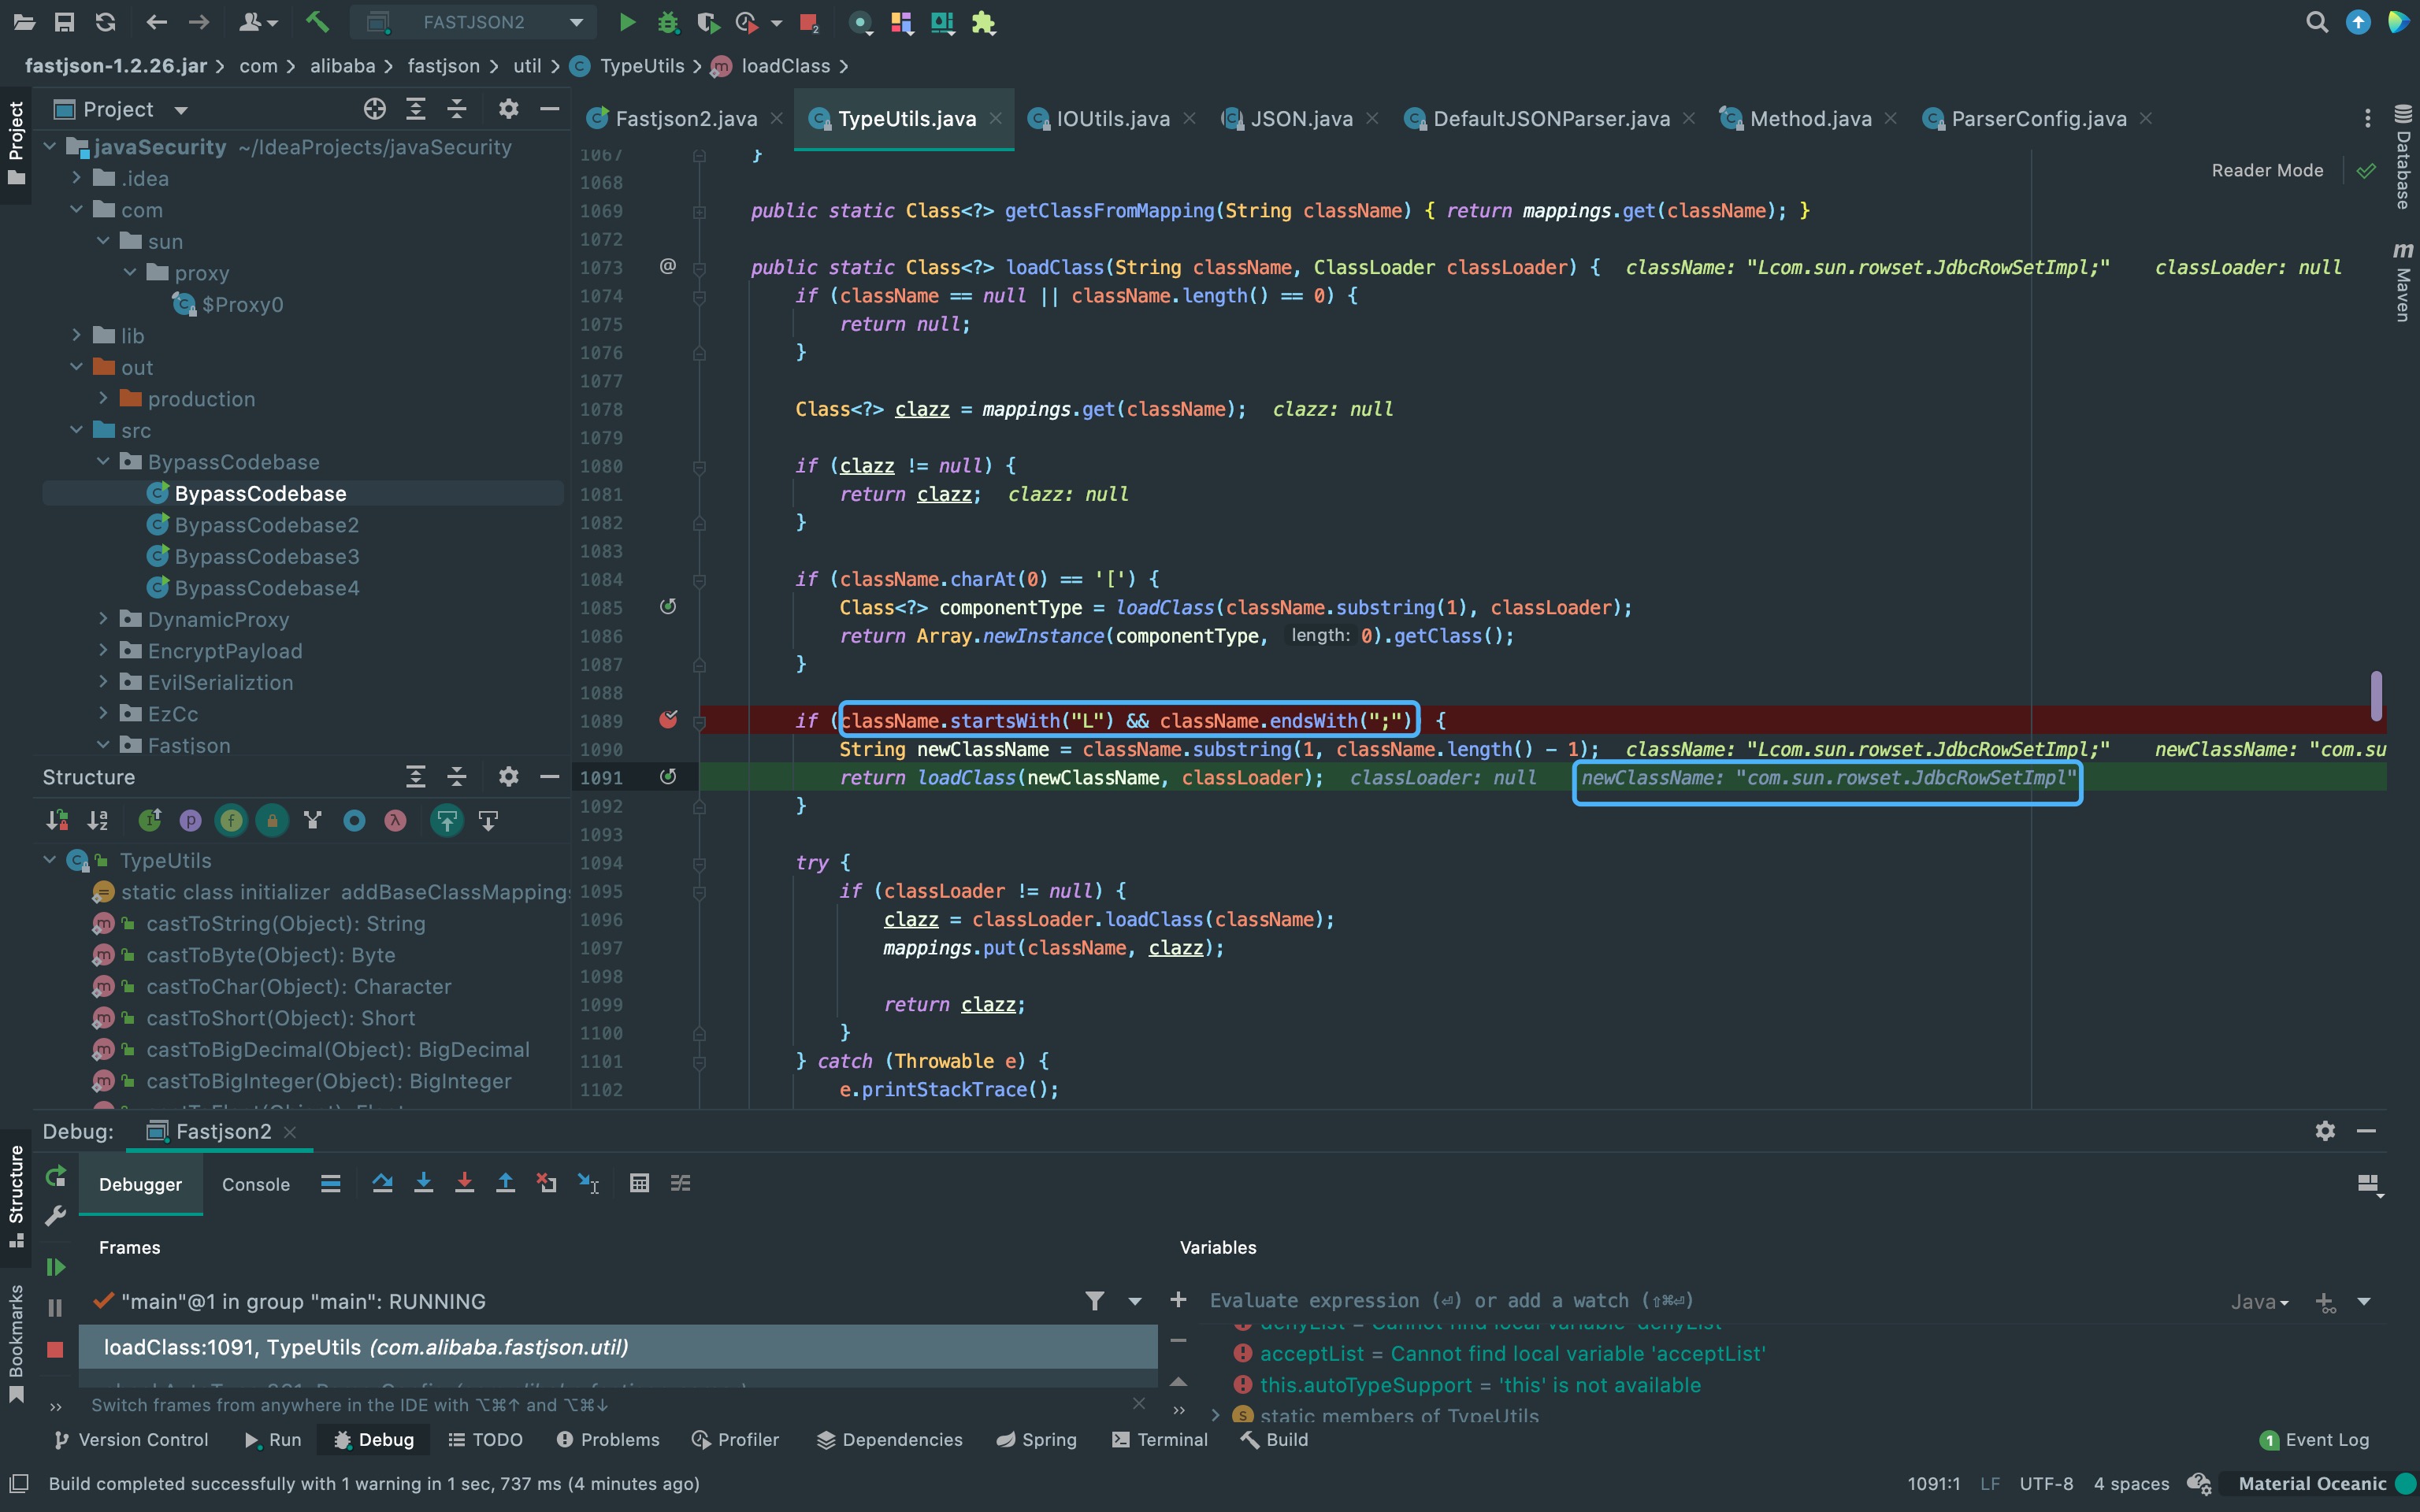 FASTJSON2
fastjson-1.2.26.jar > com > alibaba > fastjson > util > TypeUtils > loadClass >
Project
Project
Structure
Bookmarks
Database
Maven
Fastjson2.java
TypeUtils.java
IOUtils.java
JSON.java
DefaultJSONParser.java
Method.java
ParserConfig.java
Reader Mode
javaSecurity ~/IdeaProjects/javaSecurity
.idea
com
sun
proxy
$Proxy0
lib
out
production
src
BypassCodebase
BypassCodebase
BypassCodebase2
BypassCodebase3
BypassCodebase4
DynamicProxy
EncryptPayload
EvilSerializtion
EzCc
Fastjson
Structure
TypeUtils
static class initializer addBaseClassMappings
castToString(Object): String
castToByte(Object): Byte
castToChar(Object): Character
castToShort(Object): Short
castToBigDecimal(Object): BigDecimal
castToBigInteger(Object): BigInteger
1067 }
1068
1069 public static Class<?> getClassFromMapping(String className) { return mappings.get(className); }
1072
1073 public static Class<?> loadClass(String className, ClassLoader classLoader) { className: "Lcom.sun.rowset.JdbcRowSetImpl;" classLoader: null
1074 if (className == null || className.length() == 0) {
1075 return null;
1076 }
1077
1078 Class<?> clazz = mappings.get(className); clazz: null
1079
1080 if (clazz != null) {
1081 return clazz; clazz: null
1082 }
1083
1084 if (className.charAt(0) == '[') {
1085 Class<?> componentType = loadClass(className.substring(1), classLoader);
1086 return Array.newInstance(componentType, length: 0).getClass();
1087 }
1088
1089 if (className.startsWith("L") && className.endsWith(";")) {
1090 String newClassName = className.substring(1, className.length() - 1); className: "Lcom.sun.rowset.JdbcRowSetImpl;" newClassName: "com.su
1091 return loadClass(newClassName, classLoader); classLoader: null newClassName: "com.sun.rowset.JdbcRowSetImpl"
1092 }
1093
1094 try {
1095 if (classLoader != null) {
1096 clazz = classLoader.loadClass(className);
1097 mappings.put(className, clazz);
1098
1099 return clazz;
1100 }
1101 } catch (Throwable e) {
1102 e.printStackTrace();
Debug: Fastjson2
Debugger
Console
Frames
Variables
"main"@1 in group "main": RUNNING
loadClass:1091, TypeUtils (com.alibaba.fastjson.util)
Switch frames from anywhere in the IDE with ⌥⌘↑ and ⌥⌘↓
Evaluate expression (⏎) or add a watch (⇧⌘⏎)
Java
denyList = Cannot find local variable 'denyList'
acceptList = Cannot find local variable 'acceptList'
this.autoTypeSupport = 'this' is not available
static members of TypeUtils
Version Control
Run
Debug
TODO
Problems
Profiler
Dependencies
Spring
Terminal
Build
1 Event Log
Build completed successfully with 1 warning in 1 sec, 737 ms (4 minutes ago)
1091:1 LF UTF-8 4 spaces Material Oceanic